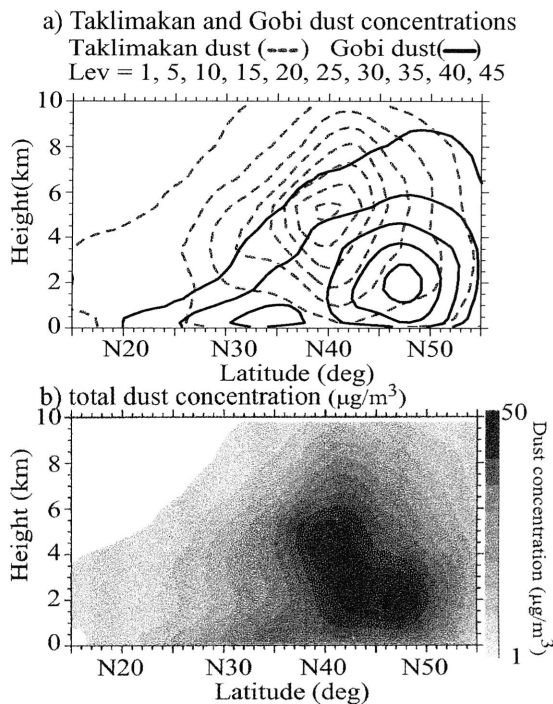 a) Taklimakan and Gobi dust concentrations
Taklimakan dust (---) Gobi dust(—)
Lev = 1, 5, 10, 15, 20, 25, 30, 35, 40, 45
10
8
6
4
2
0
Height(km)
N20 N30 N40 N50
Latitude (deg)
b) total dust concentration (μg/m³)
10
8
6
4
2
0
Height (km)
N20 N30 N40 N50
Latitude (deg)
50
1
Dust concentration (μg/m³)